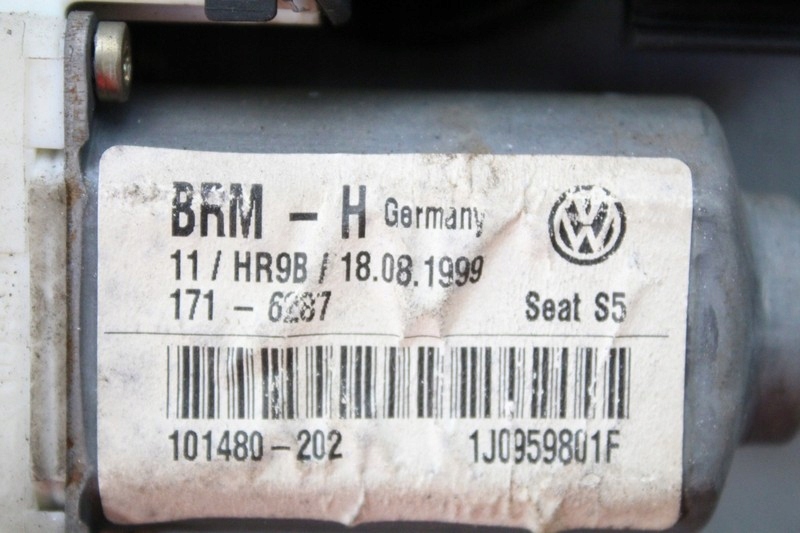 BRM - H Germany
11 / HR9B / 18.08.1999
171 - 6287 Seat S5
101480-202 1J0959801F